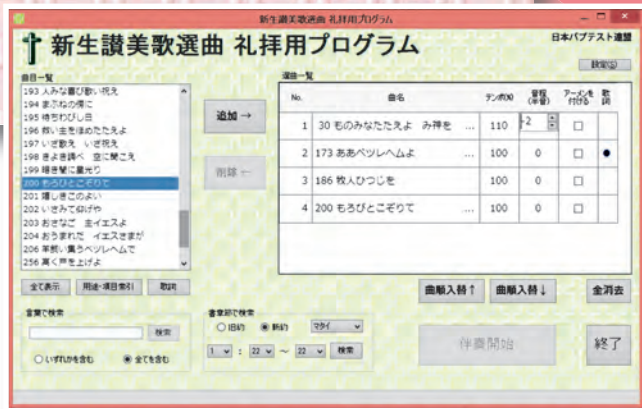 新生讃美歌選曲 礼拝用プログラム
新生讃美歌選曲 礼拝用プログラム
日本バプテスト連盟
設定(S)
曲目一覧
193 人みな喜び歌い祝え
194 まぶねの傍に
195 待ちわびし日
196 救い主をほめたたえよ
197 いざ歌え いざ祝え
198 きよき調べ 空に聞こえ
199 暗き闇に星光り
200 もろびとこぞりて
201 嬉しきこのよい
202 いさみて仰げや
203 おさなご 主イエスよ
204 おうまれだ イエスさまが
206 羊飼い集うベツレヘムで
256 高く戸を上げよ
追加 →
削除 ←
選曲一覧
No. 曲名 テンポ(%) 音程(半音) アーメンを付ける 歌詞
1 30 ものみなたたえよ み神を ... 110 -2
2 173 ああベツレヘムよ ... 100 0 ●
3 186 牧人ひつじを 100 0
4 200 もろびとこぞりて ... 100 0
全て表示 用途・項目索引 歌詞
曲順入替↑ 曲順入替↓ 全消去
言葉で検索
検索
いずれかを含む 全てを含む
書章節で検索
旧約 新約 マタイ
1 : 22 ～ 22 検索
伴奏開始
終了